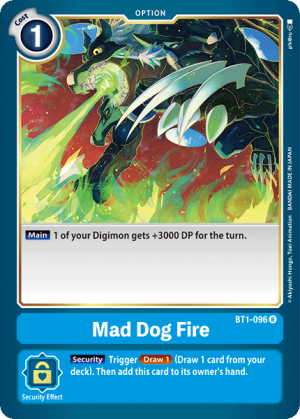 OPTION
Cost
1
Main 1 of your Digimon gets +3000 DP for the turn.
©Akiyoshi Hongo, Toei Animation BANDAI MADE IN JAPAN
BT1-096 R
Mad Dog Fire
Security Trigger Draw 1 (Draw 1 card from your
deck). Then add this card to its owner's hand.
Security Effect